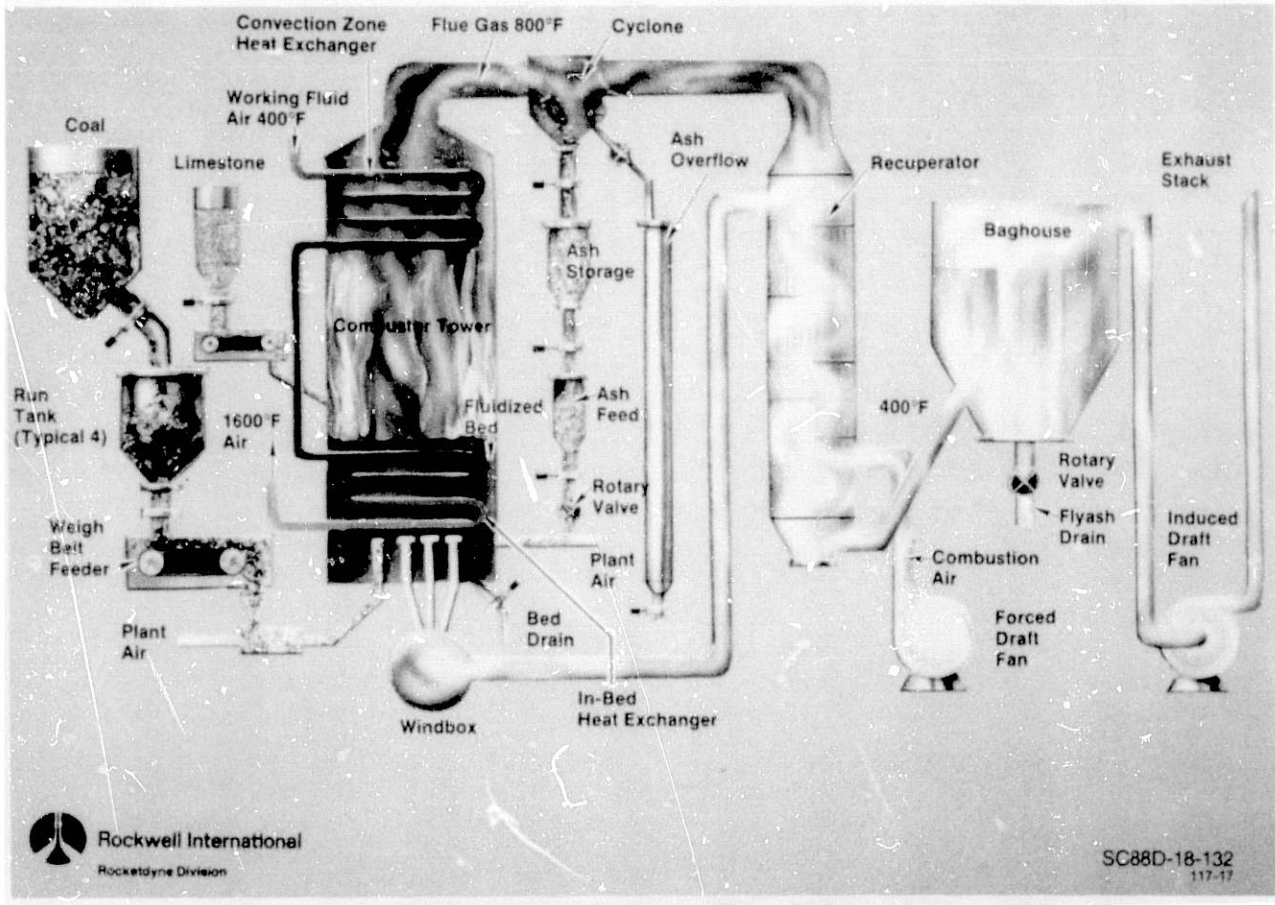 Convection Zone
Heat Exchanger
Flue Gas 800°F
Cyclone
Working Fluid
Air 400°F
Coal
Limestone
Ash
Overflow
Recuperator
Exhaust
Stack
Baghouse
Ash
Storage
Combuster Tower
Run
Tank
(Typical 4)
1600°F
Air
Fluidized
Bed
Ash
Feed
400°F
Rotary
Valve
Rotary
Valve
Flyash
Drain
Weigh
Belt
Feeder
Plant
Air
Combustion
Air
Induced
Draft
Fan
Plant
Air
Bed
Drain
Forced
Draft
Fan
In-Bed
Heat Exchanger
Windbox
Rockwell International
Rocketdyne Division
SC88D-18-132
117-17